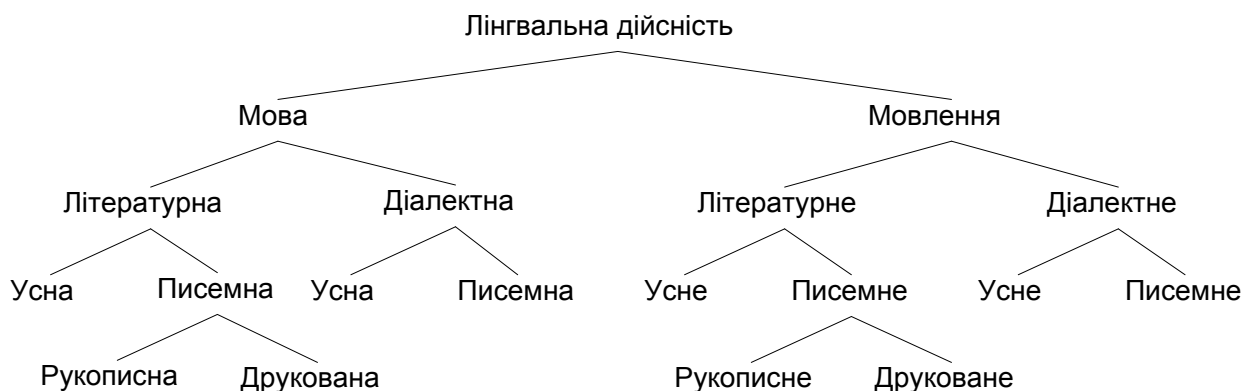 Лінгвальна дійсність
Мова Мовлення
Літературна Діалектна Літературне Діалектне
Усна Писемна Усна Писемна Усне Писемне Усне Писемне
Рукописна Друкована Рукописне Друковане